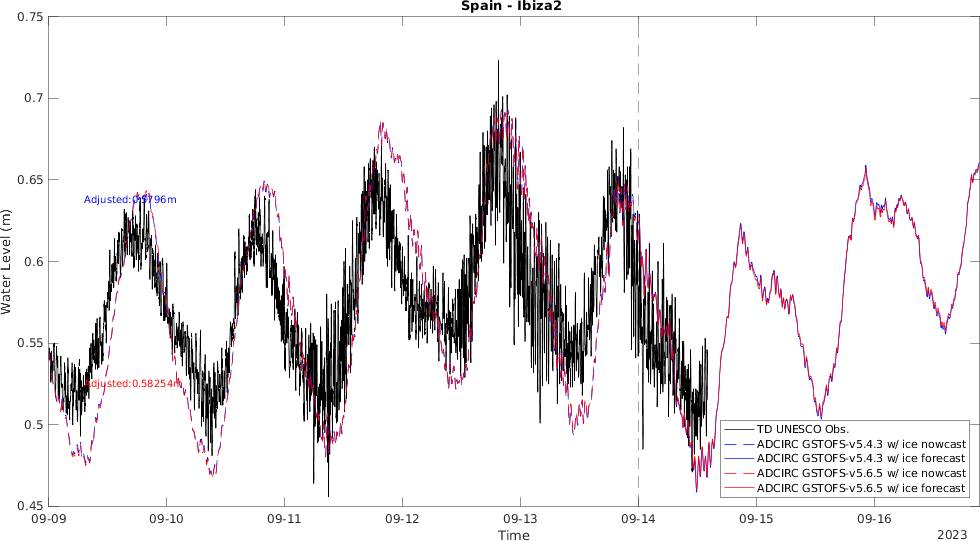 Spain - Ibiza2
0.75
0.7
0.65
0.6
0.55
0.5
0.45
Water Level (m)
Adjusted:0.5796m
Adjusted:0.58254m
TD UNESCO Obs.
ADCIRC GSTOFS-v5.4.3 w/ ice nowcast
ADCIRC GSTOFS-v5.4.3 w/ ice forecast
ADCIRC GSTOFS-v5.6.5 w/ ice nowcast
ADCIRC GSTOFS-v5.6.5 w/ ice forecast
09-09 09-10 09-11 09-12 09-13 09-14 09-15 09-16
Time
2023